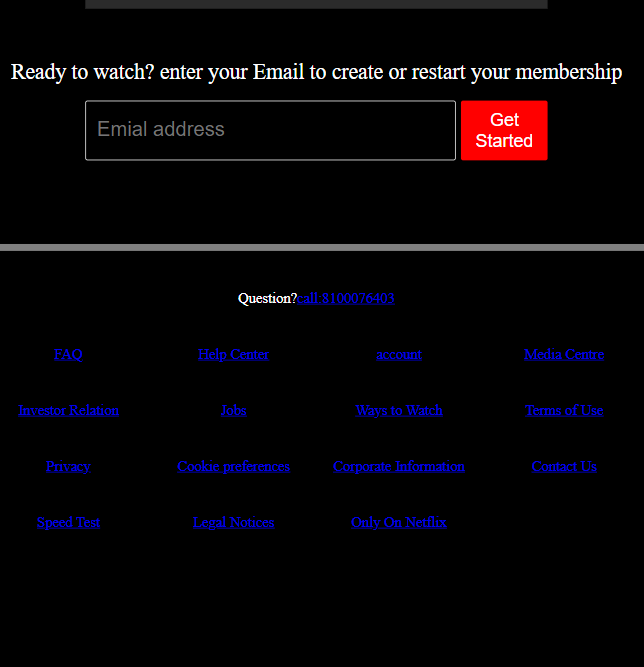 Ready to watch? enter your Email to create or restart your membership
Emial address
Get
Started
Question?call:8100076403
FAQ
Help Center
account
Media Centre
Investor Relation
Jobs
Ways to Watch
Terms of Use
Privacy
Cookie preferences
Corporate Information
Contact Us
Speed Test
Legal Notices
Only On Netflix